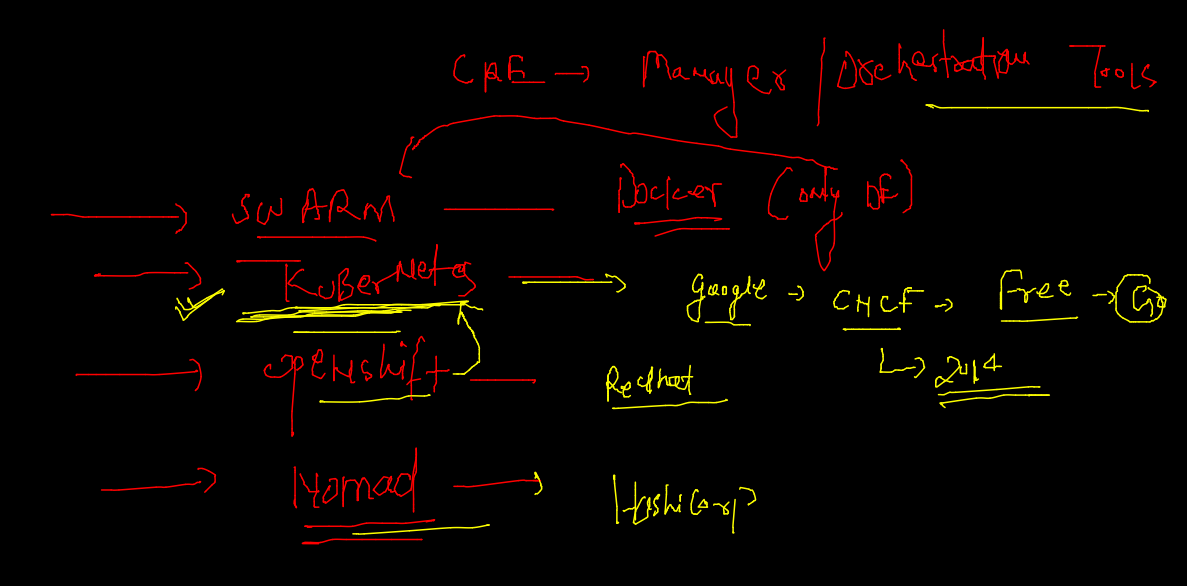 CRE → Manager / Orchestration Tools
→ SWARM — Docker (only DE)
→ KUBERNetes → Google → CNCF → Free → Go
↳ 2014
→ OPENshift — Redhat
→ Nomad → Hashicorp